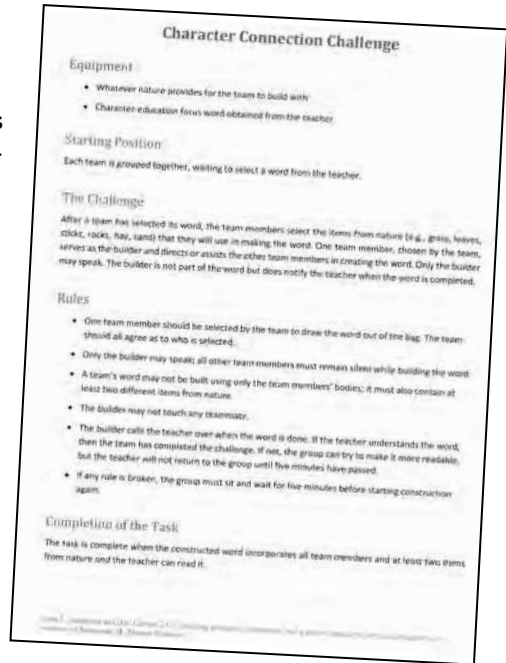 s
Character Connection Challenge
Equipment
• Whatever nature provides for the team to build with
• Character-education focus word obtained from the teacher
Starting Position
Each team is grouped together, waiting to select a word from the teacher.
The Challenge
After a team has selected its word, the team members select the items from nature (e.g., grass, leaves,
sticks, rocks, hay, sand) that they will use in making the word. One team member, chosen by the team,
serves as the builder and directs or assists the other team members in creating the word. Only the builder
may speak. The builder is not part of the word but does notify the teacher when the word is completed.
Rules
• One team member should be selected by the team to draw the word out of the bag. The team
should all agree as to who is selected.
• Only the builder may speak; all other team members must remain silent while building the word.
• A team's word may not be built using only the team members' bodies; it must also contain at
least two different items from nature.
• The builder may not touch any teammate.
• The builder calls the teacher over when the word is done. If the teacher understands the word,
then the team has completed the challenge. If not, the group can try to make it more readable,
but the teacher will not return to the group until five minutes have passed.
• If any rule is broken, the group must sit and wait for five minutes before starting construction
again.
Completion of the Task
The task is complete when the constructed word incorporates all team members and at least two items
from nature and the teacher can read it.